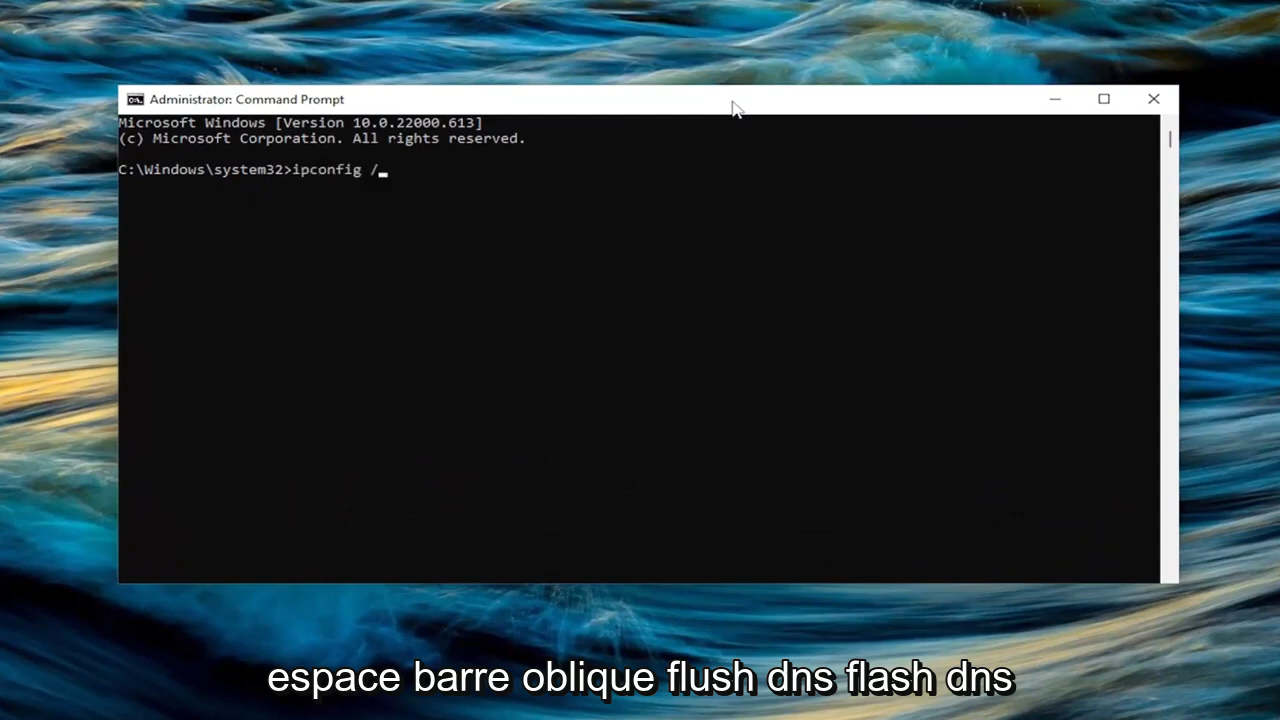 Administrator: Command Prompt
Microsoft Windows [Version 10.0.22000.613]
(c) Microsoft Corporation. All rights reserved.
C:\Windows\system32>ipconfig /
espace barre oblique flush dns flash dns